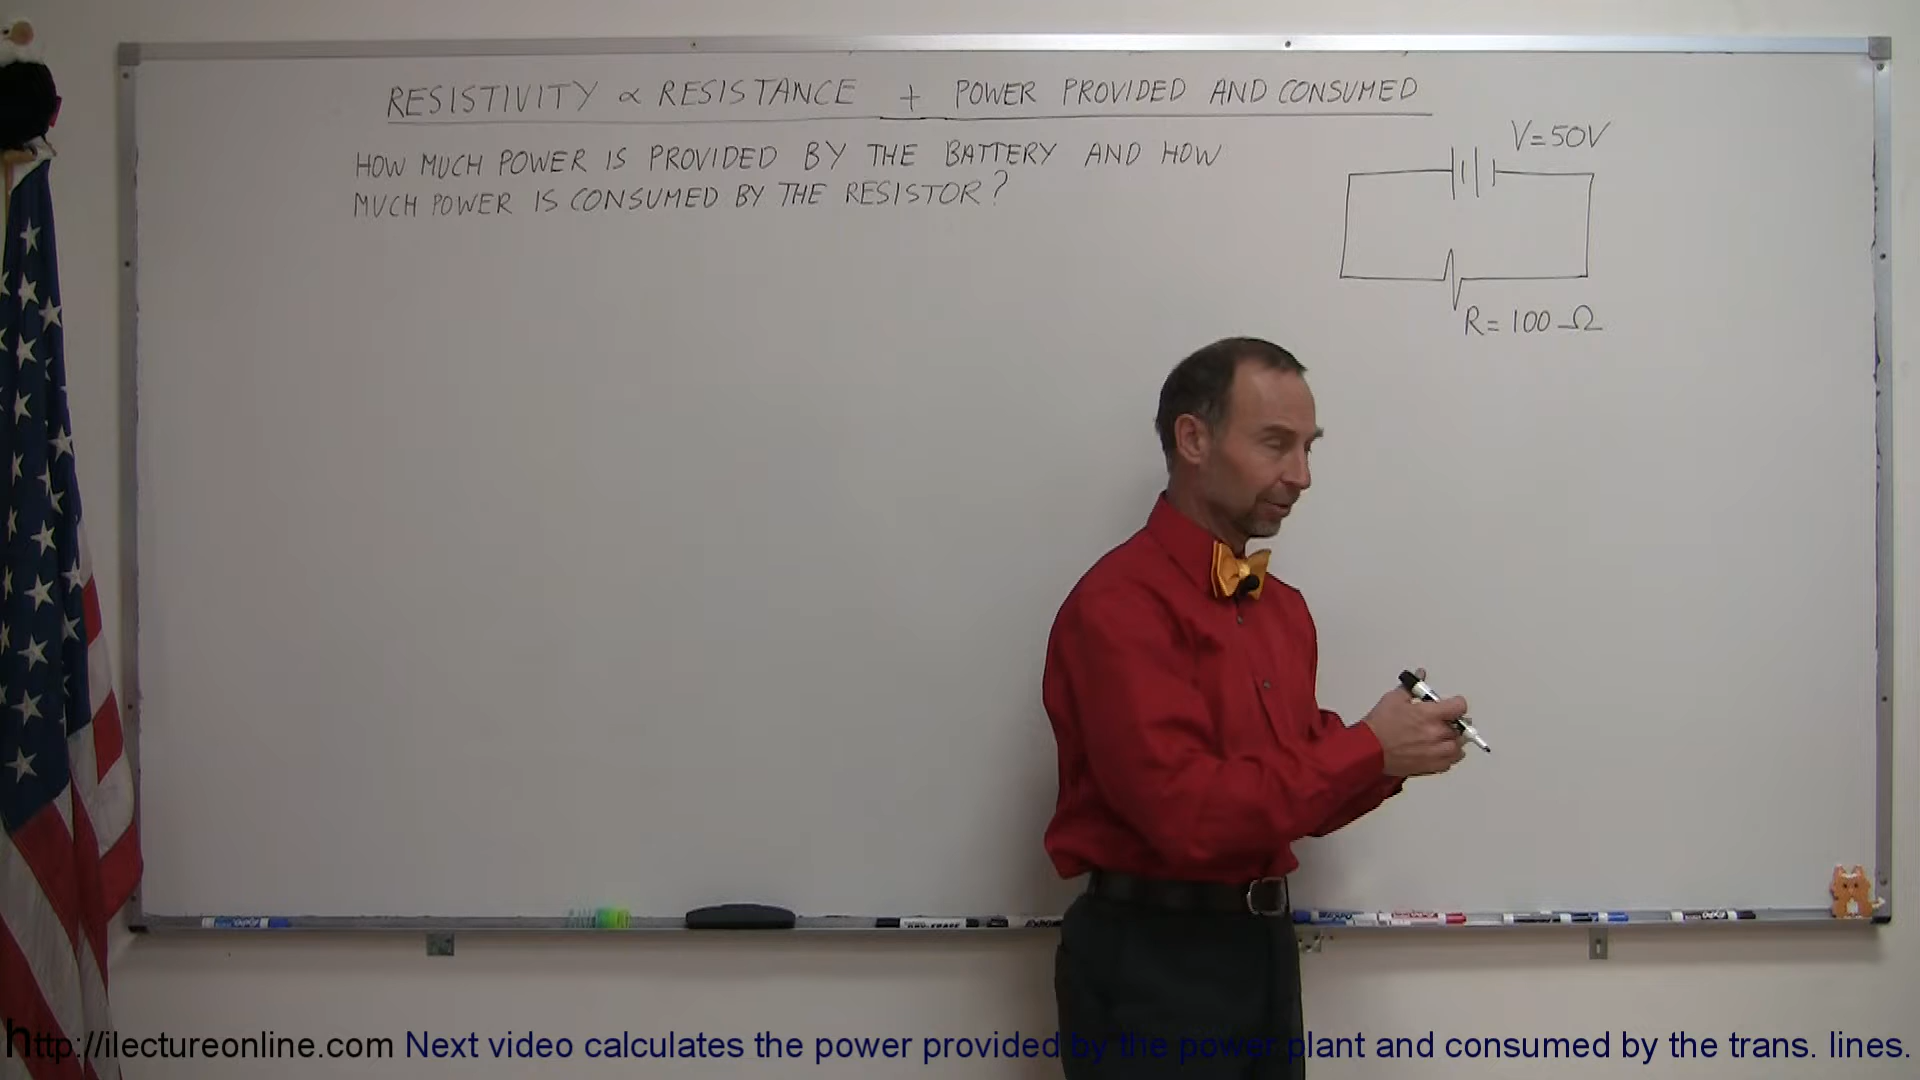 RESISTIVITY ∝ RESISTANCE + POWER PROVIDED AND CONSUMED
HOW MUCH POWER IS PROVIDED BY THE BATTERY AND HOW
MUCH POWER IS CONSUMED BY THE RESISTOR?
V=50V
R=100 Ω
http://ilectureonline.com Next video calculates the power provided by the power plant and consumed by the trans. lines.